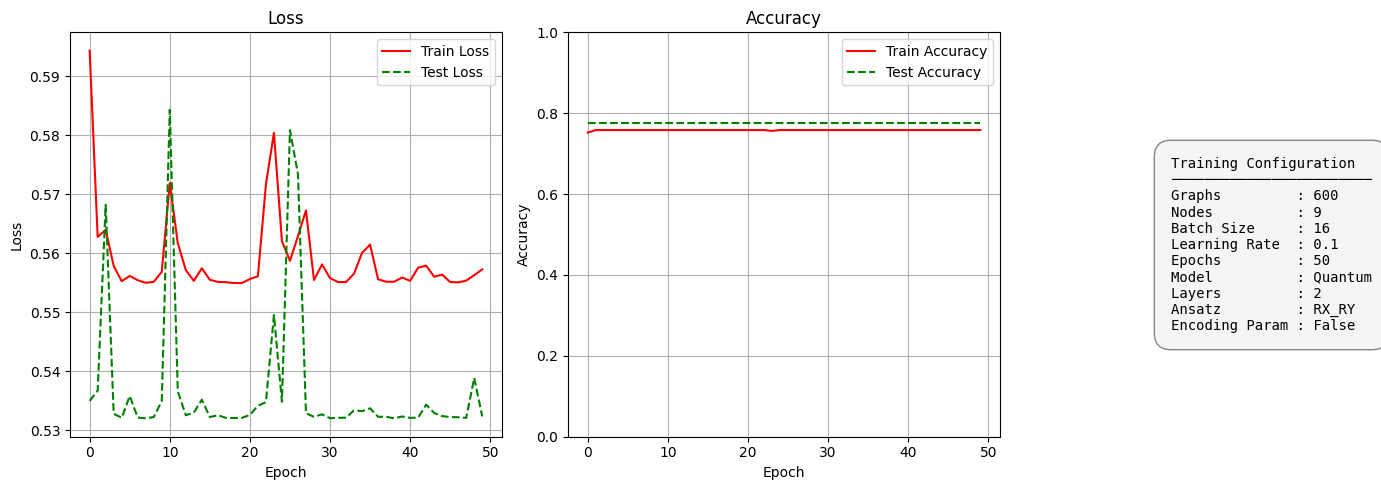 Loss
Train Loss
Test Loss
0.59
0.58
0.57
0.56
0.55
0.54
0.53
Loss
0 10 20 30 40 50
Epoch
Accuracy
Train Accuracy
Test Accuracy
1.0
0.8
0.6
0.4
0.2
0.0
Accuracy
0 10 20 30 40 50
Epoch
Training Configuration
Graphs : 600
Nodes : 9
Batch Size : 16
Learning Rate : 0.1
Epochs : 50
Model : Quantum
Layers : 2
Ansatz : RX_RY
Encoding Param : False